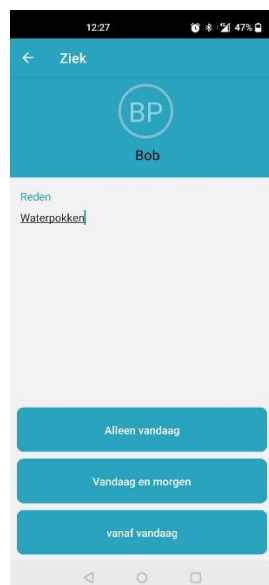 12:27
47%
Ziek
BP
Bob
Reden
Waterpokken
Alleen vandaag
Vandaag en morgen
vanaf vandaag